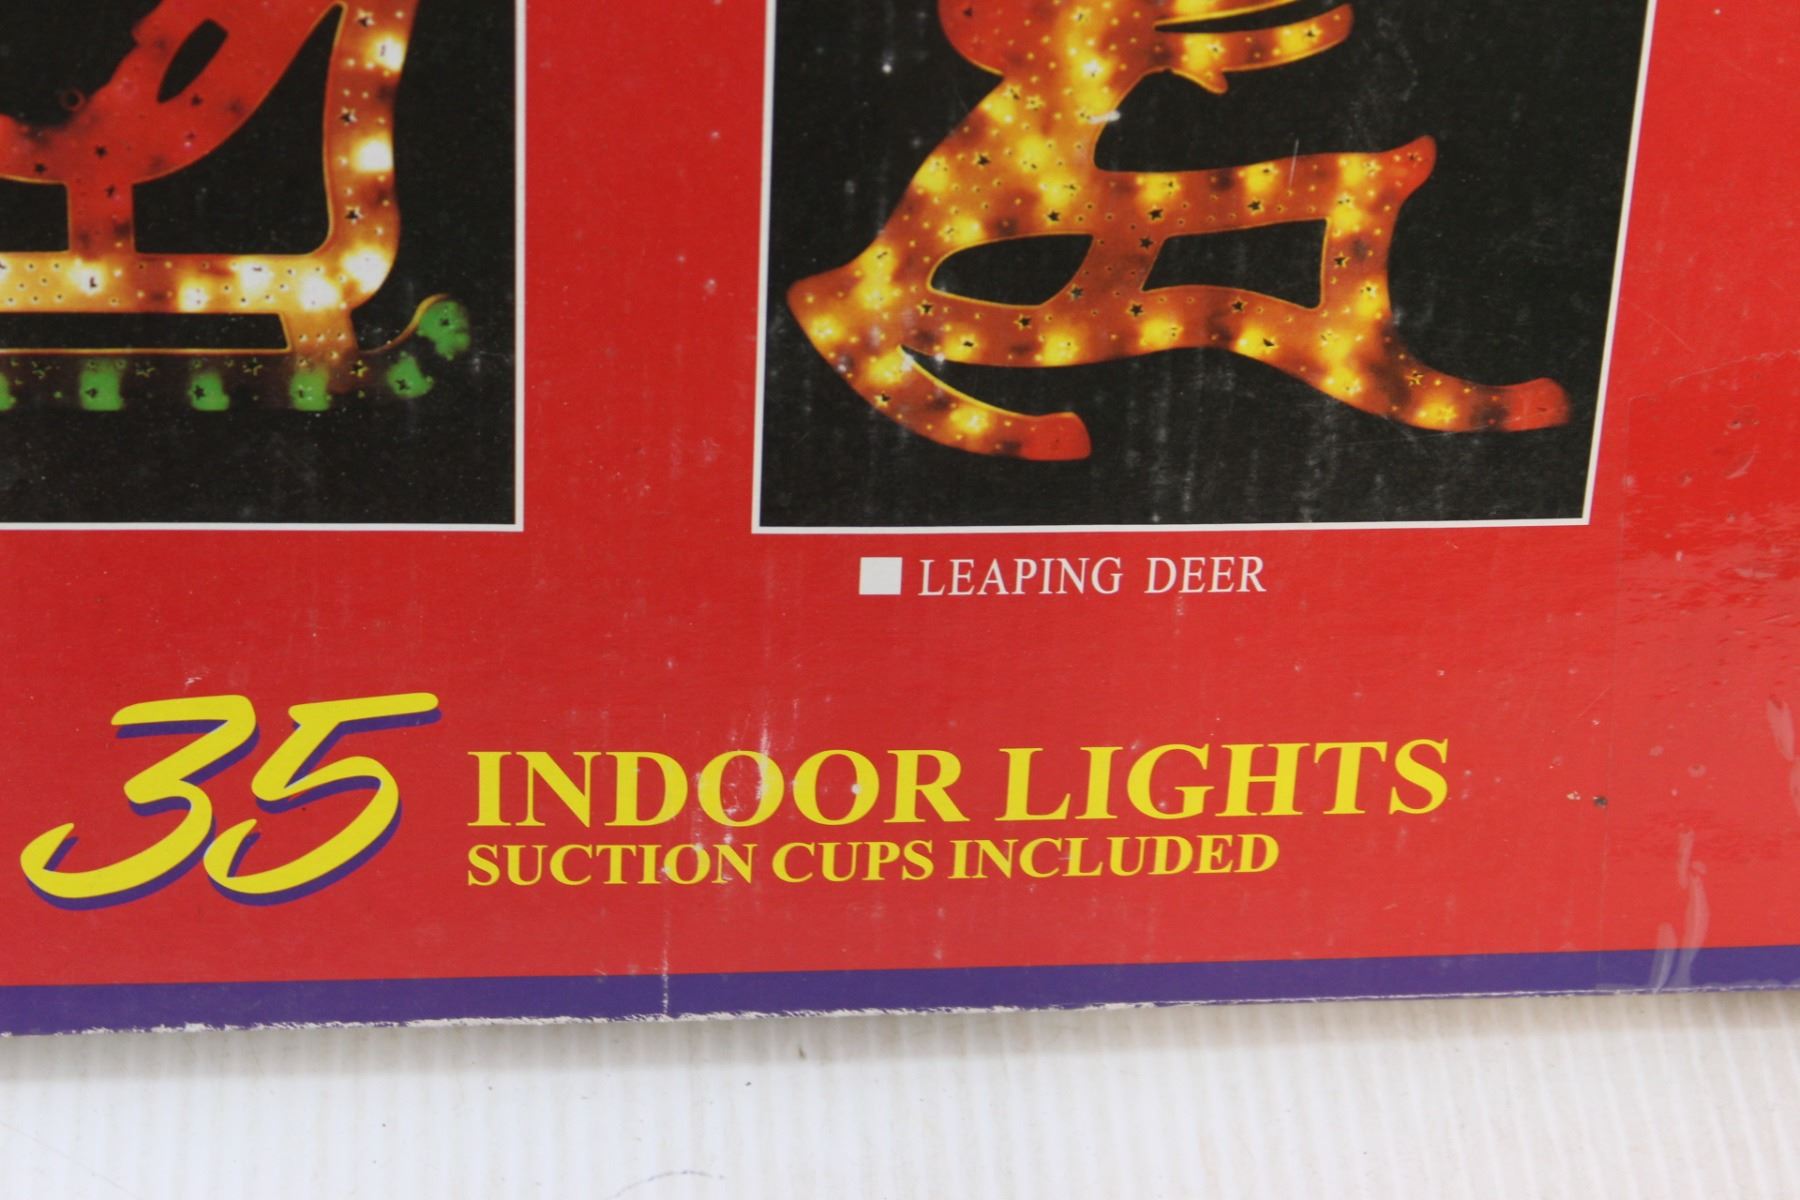 LEAPING DEER
35 INDOOR LIGHTS
SUCTION CUPS INCLUDED